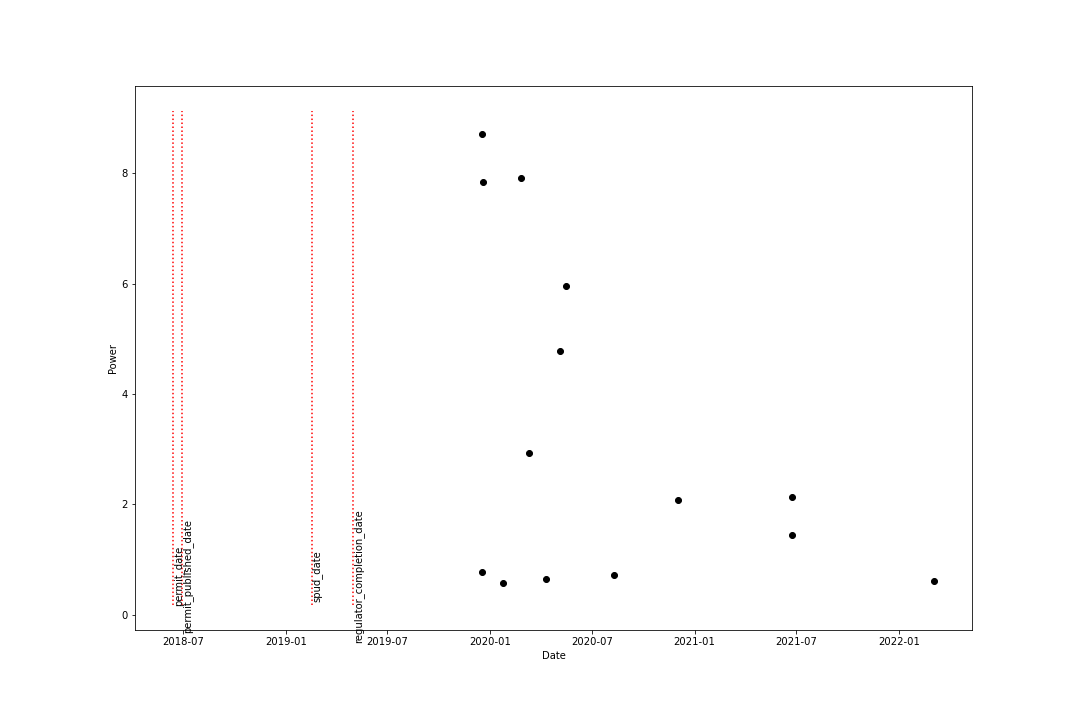 8
6
4
2
0
Power
permit_date
permit_published_date
spud_date
regulator_completion_date
2018-07
2019-01
2019-07
2020-01
2020-07
2021-01
2021-07
2022-01
Date